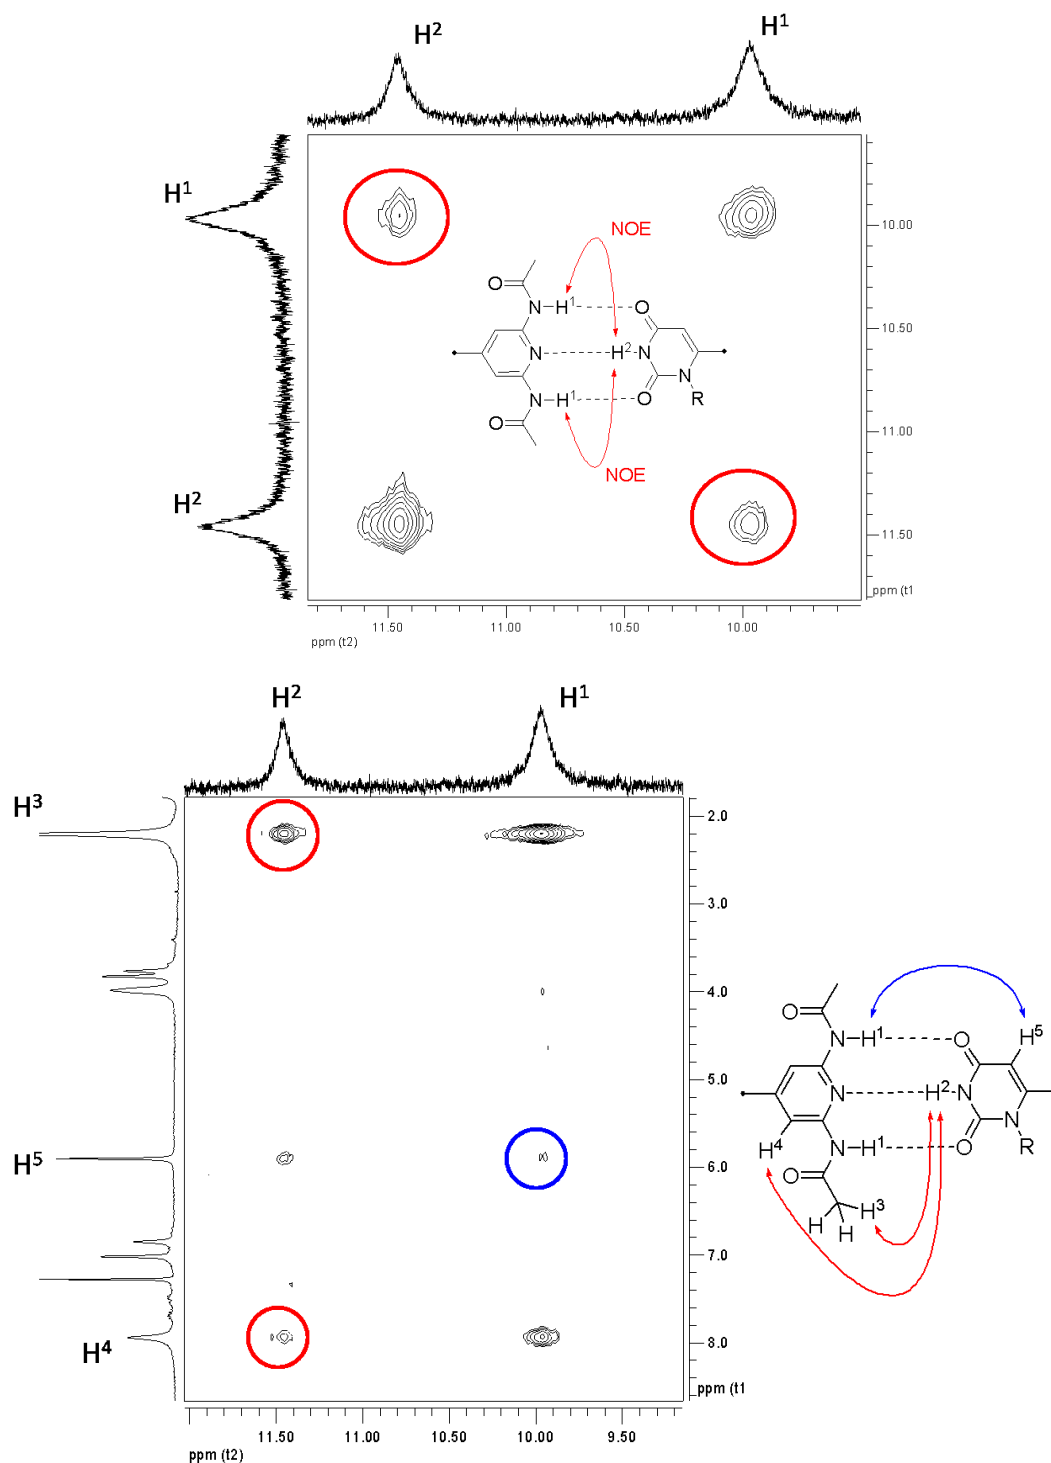 H² H¹
H¹
H²
NOE
O N H¹ O
N H² N
N H¹ O N R
O
NOE
10.00
10.50
11.00
11.50
ppm (t1
11.50 11.00 10.50 10.00
ppm (t2)
H² H¹
H³
H⁵
H⁴
2.0
3.0
4.0
5.0
6.0
7.0
8.0
ppm (t1
11.50 11.00 10.50 10.00 9.50
ppm (t2)
O N H¹ O H⁵
N H² N
H⁴ N H¹ O N R
O H³
H H